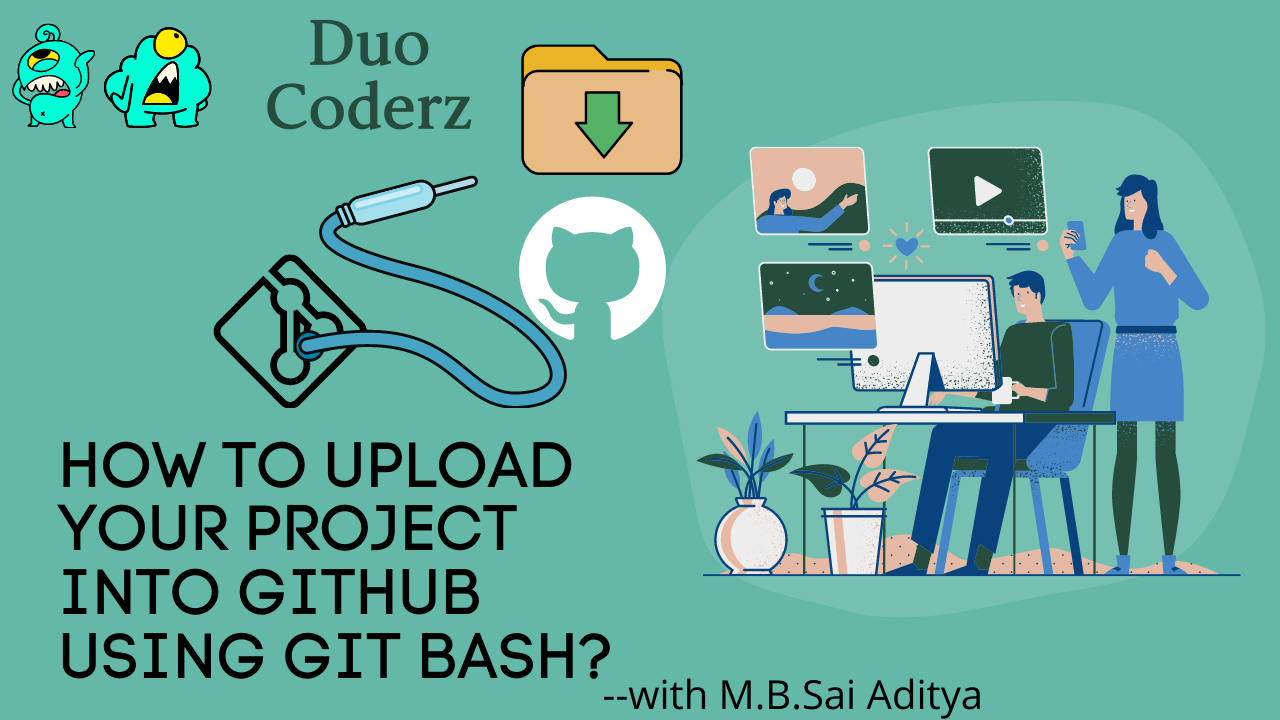 Duo
Coderz
HOW TO UPLOAD
YOUR PROJECT
INTO GITHUB
USING GIT BASH?
--with M.B.Sai Aditya